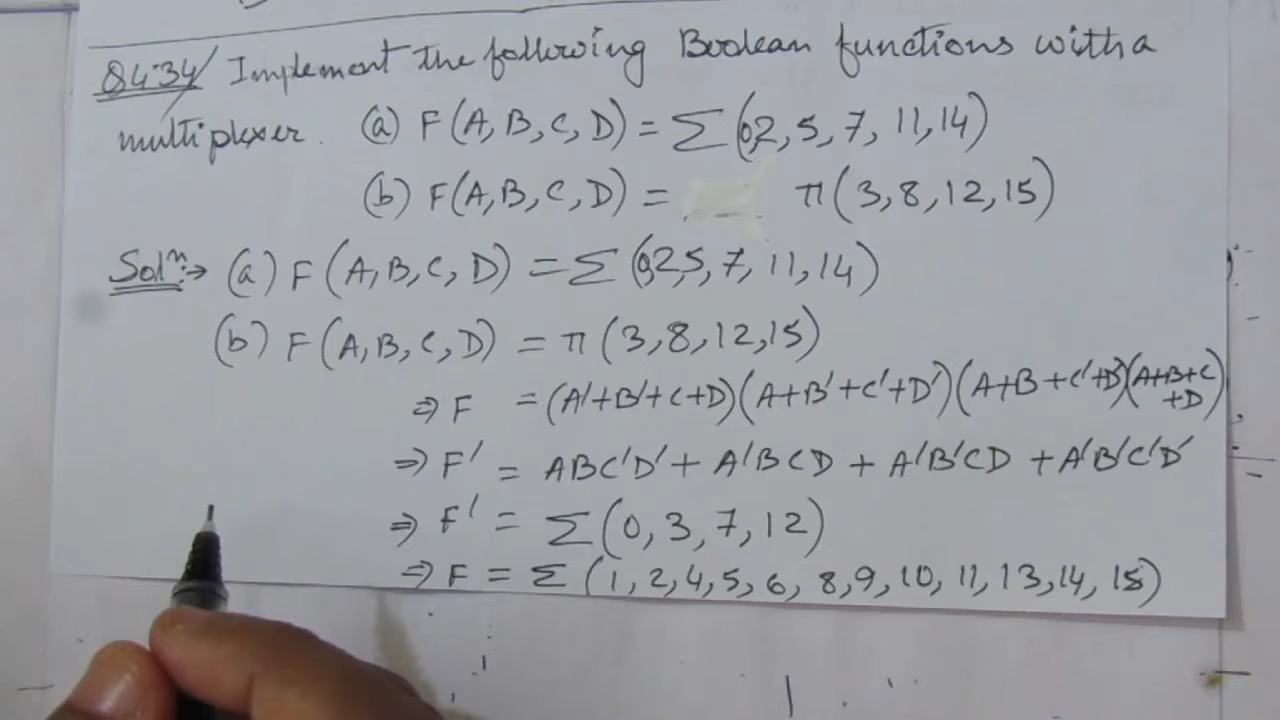 Q4.34/ Implement the following Boolean functions with a
multiplexer. (a) F(A,B,C,D) = Σ(0,2,5,7,11,14)
(b) F(A,B,C,D) = π(3,8,12,15)
Solⁿ:→ (a) F(A,B,C,D) = Σ(0,2,5,7,11,14)
(b) F(A,B,C,D) = π(3,8,12,15)
⇒ F = (A'+B'+C+D)(A+B'+C'+D')(A+B+C'+D')(A+B+C+D)
⇒ F' = ABC'D' + A'BCD + A'B'CD + A'B'C'D'
⇒ F' = Σ(0,3,7,12)
⇒ F = Σ(1,2,4,5,6,8,9,10,11,13,14,15)